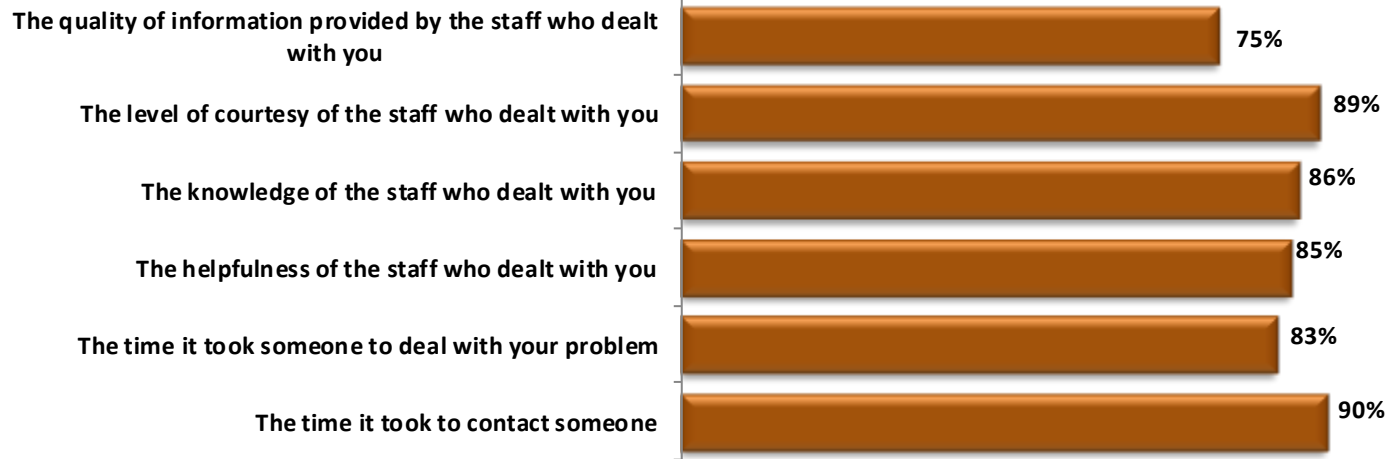 The quality of information provided by the staff who dealt
with you
75%
The level of courtesy of the staff who dealt with you
89%
The knowledge of the staff who dealt with you
86%
The helpfulness of the staff who dealt with you
85%
The time it took someone to deal with your problem
83%
The time it took to contact someone
90%